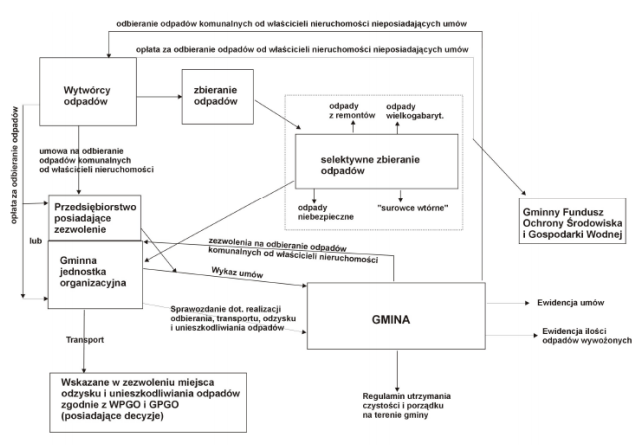 odbieranie odpadów komunalnych od właścicieli nieruchomości nieposiadających umów
opłata za odbieranie odpadów od właścicieli nieruchomości nieposiadających umów
Wytwórcy
odpadów
zbieranie
odpadów
odpady
z remontów
odpady
wielkogabaryt.
selektywne zbieranie
odpadów
odpady
niebezpieczne
"surowce wtórne"
opłata za odbieranie odpadów
umowa na odbieranie
odpadów komunalnych
od właścicieli nieruchomości
Przedsiębiorstwo
posiadające
zezwolenie
lub
Gminna
jednostka
organizacyjna
zezwolenia na odbieranie odpadów
komunalnych od właścicieli nieruchomości
Wykaz umów
Gminny Fundusz
Ochrony Środowiska
i Gospodarki Wodnej
Sprawozdanie dot. realizacji
odbierania, transportu, odzysku
i unieszkodliwiania odpadów
GMINA
Ewidencja umów
Ewidencja ilości
odpadów wywożonych
Transport
Wskazane w zezwoleniu miejsca
odzysku i unieszkodliwiania odpadów
zgodnie z WPGO i GPGO
(posiadające decyzje)
Regulamin utrzymania
czystości i porządku
na terenie gminy